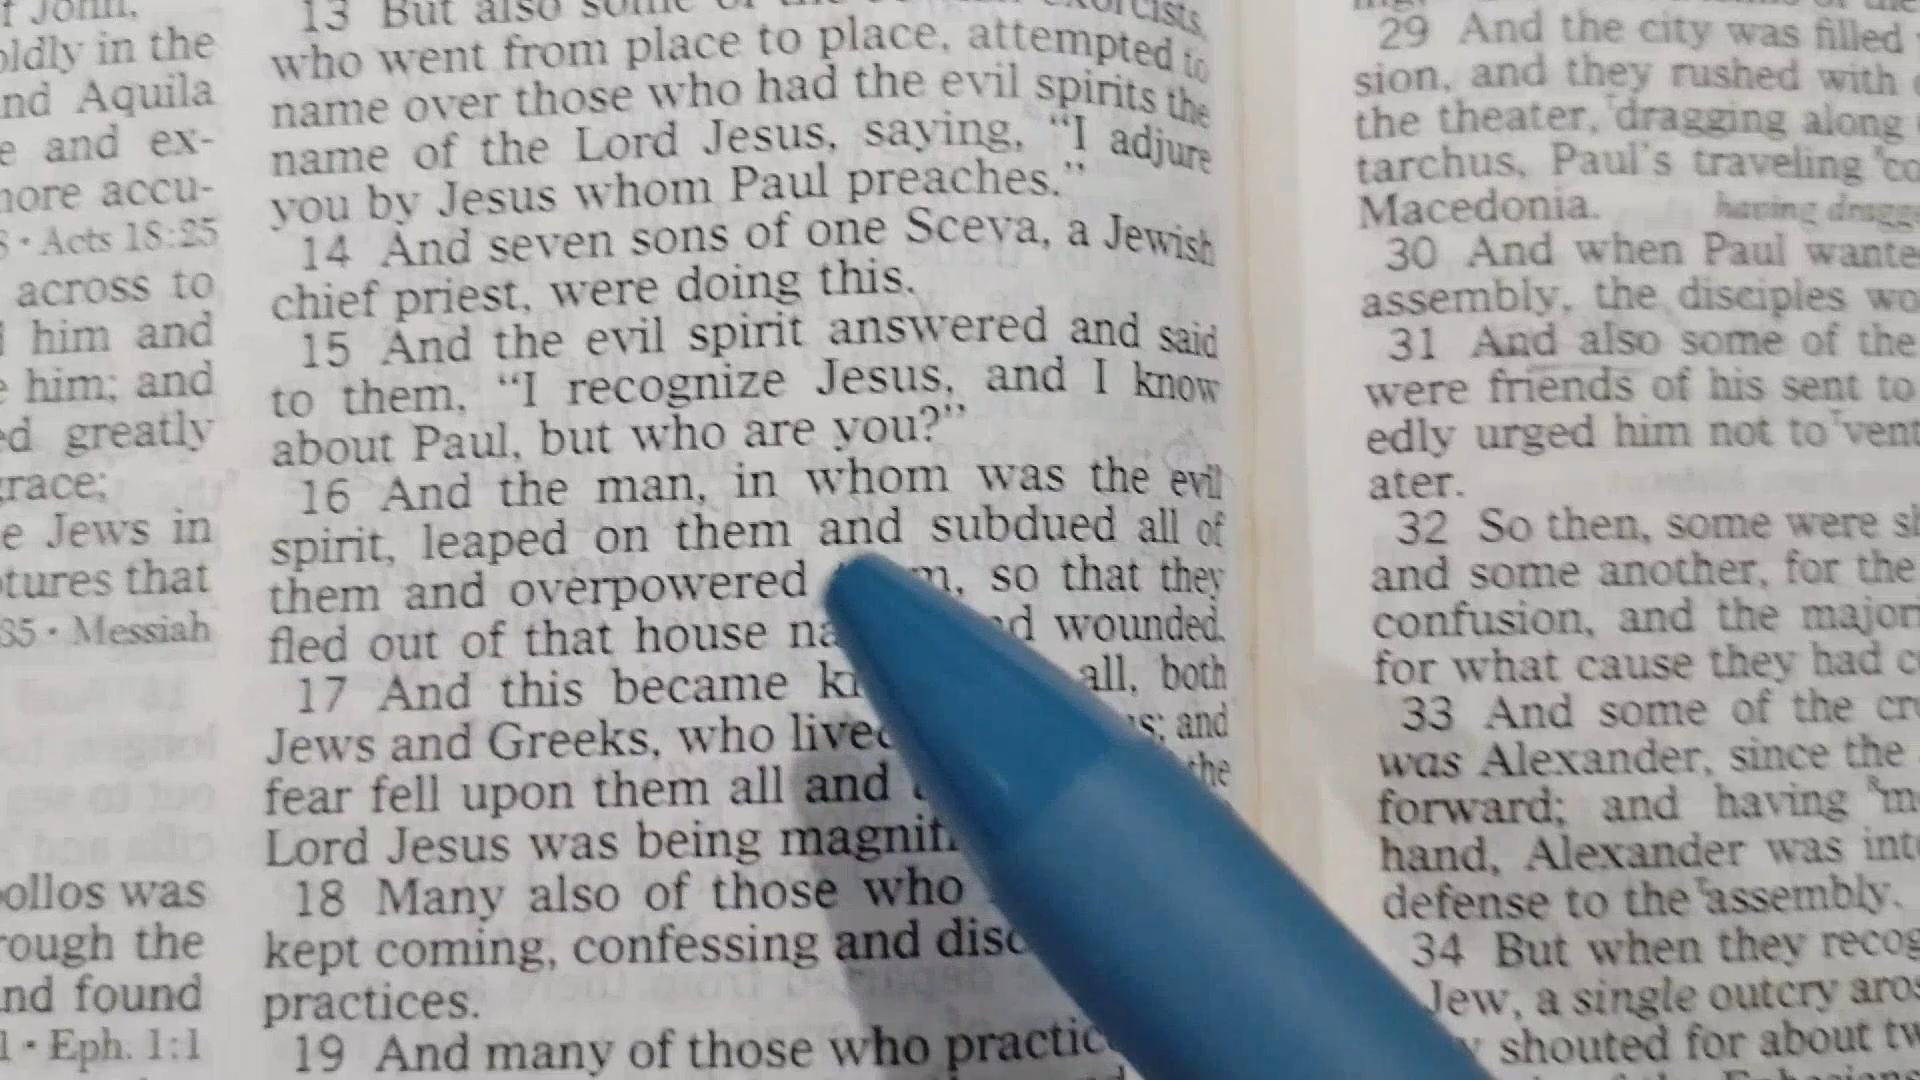 f John,
oldly in the
nd Aquila
e and ex-
more accu-
8 • Acts 18:25
across to
him and
e him; and
ed greatly
grace;
e Jews in
ptures that
35 • Messiah
ollos was
rough the
nd found
1 • Eph. 1:1
13 But also some of the exorcists,
who went from place to place, attempted to
name over those who had the evil spirits the
name of the Lord Jesus, saying, “I adjure
you by Jesus whom Paul preaches.”
14 And seven sons of one Sceva, a Jewish
chief priest, were doing this.
15 And the evil spirit answered and said
to them, “I recognize Jesus, and I know
about Paul, but who are you?”
16 And the man, in whom was the evil
spirit, leaped on them and subdued all of
them and overpowered m, so that they
fled out of that house na d wounded.
17 And this became k all, both
Jews and Greeks, who lived s; and
fear fell upon them all and the
Lord Jesus was being magnif
18 Many also of those who
kept coming, confessing and disc
practices.
19 And many of those who practic
29 And the city was filled
sion, and they rushed with
the theater, dragging along
tarchus, Paul's traveling co
Macedonia. having dragg
30 And when Paul wante
assembly, the disciples wo
31 And also some of the
were friends of his sent to
edly urged him not to vent
ater.
32 So then, some were s
and some another, for the
confusion, and the majori
for what cause they had c
33 And some of the cr
was Alexander, since the
forward; and having m
hand, Alexander was int
defense to the assembly.
34 But when they recog
Jew, a single outcry aros
shouted for about tw